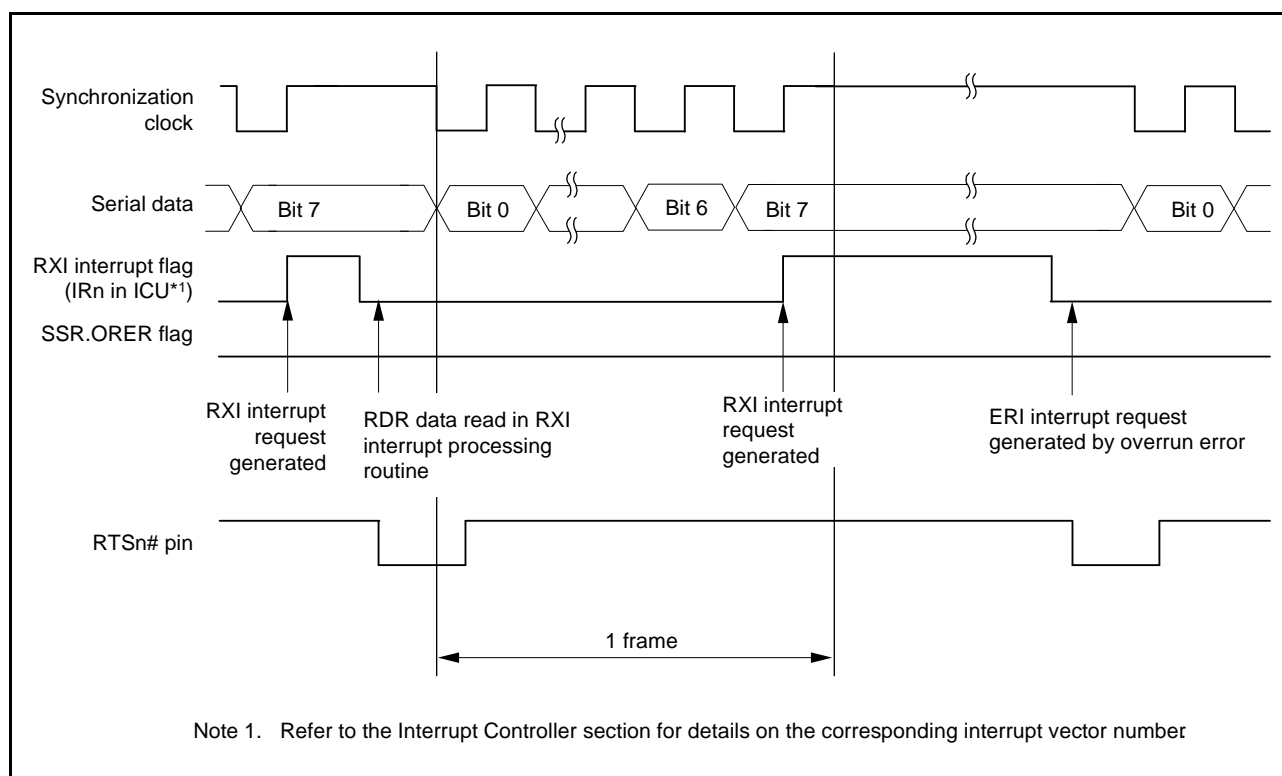 Synchronization
clock
Serial data
Bit 7
Bit 0
Bit 6
Bit 7
Bit 0
RXI interrupt flag
(IRn in ICU*1)
SSR.ORER flag
RXI interrupt
request
generated
RDR data read in RXI
interrupt processing
routine
RXI interrupt
request
generated
ERI interrupt request
generated by overrun error
RTSn# pin
1 frame
Note 1. Refer to the Interrupt Controller section for details on the corresponding interrupt vector number.